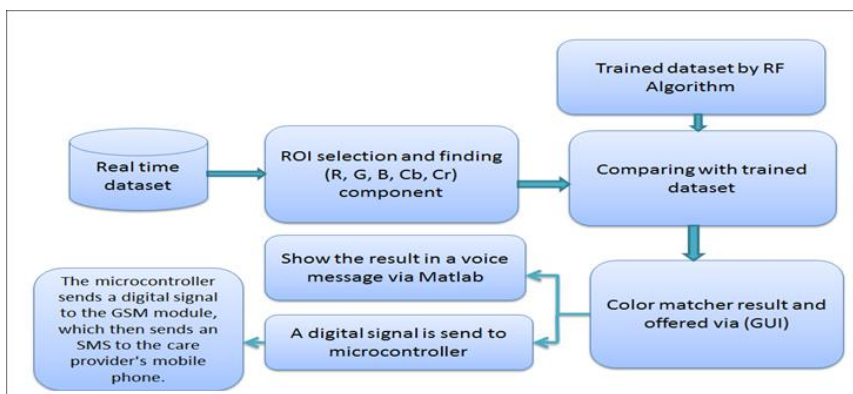 Trained dataset by RF
Algorithm
Real time
dataset
ROI selection and finding
(R, G, B, Cb, Cr)
component
Comparing with trained
dataset
Show the result in a voice
message via Matlab
Color matcher result and
offered via (GUI)
A digital signal is send to
microcontroller
The microcontroller
sends a digital signal
to the GSM module,
which then sends an
SMS to the care
provider's mobile
phone.